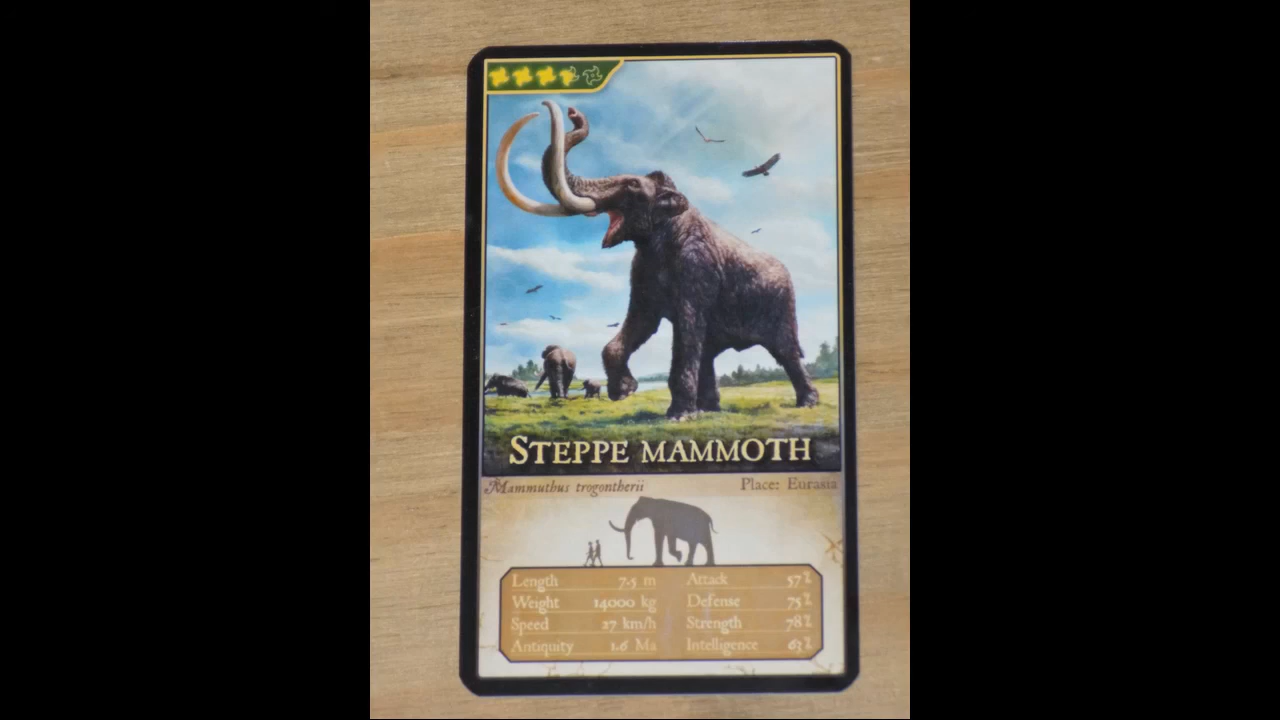 STEPPE MAMMOTH
Mammuthus trogontherii Place: Eurasia
Length 7.5 m Attack 57%
Weight 14000 kg Defense 75%
Speed 27 km/h Strength 78%
Antiquity 1.6 Ma Intelligence 63%